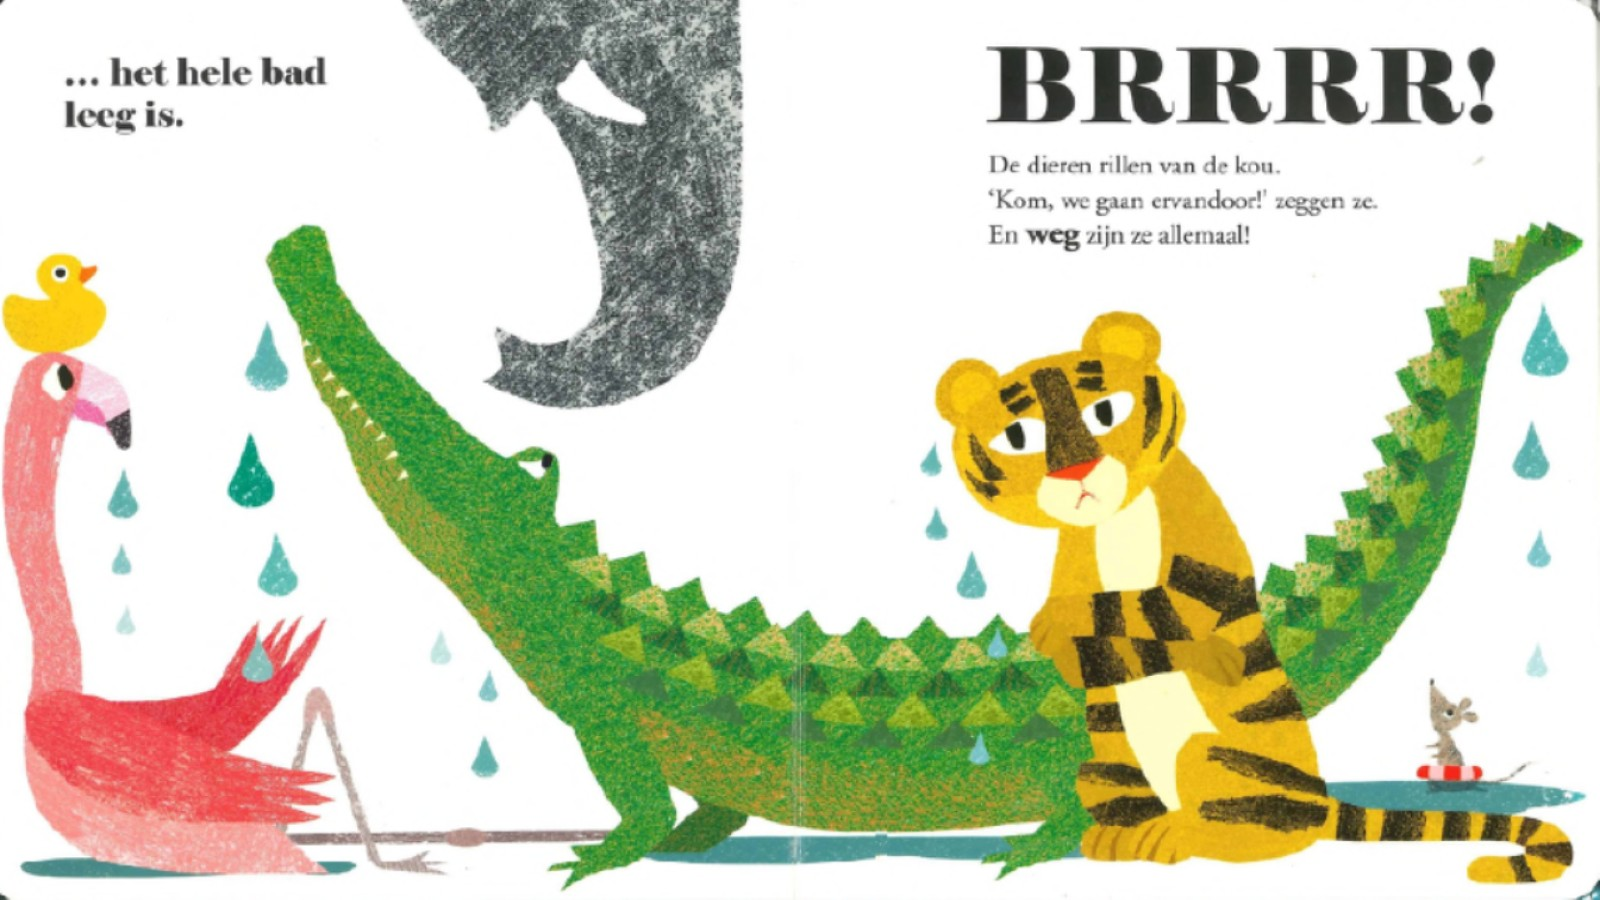 ... het hele bad
leeg is.
BRRRR!
De dieren rillen van de kou.
‘Kom, we gaan ervandoor!’ zeggen ze.
En weg zijn ze allemaal!